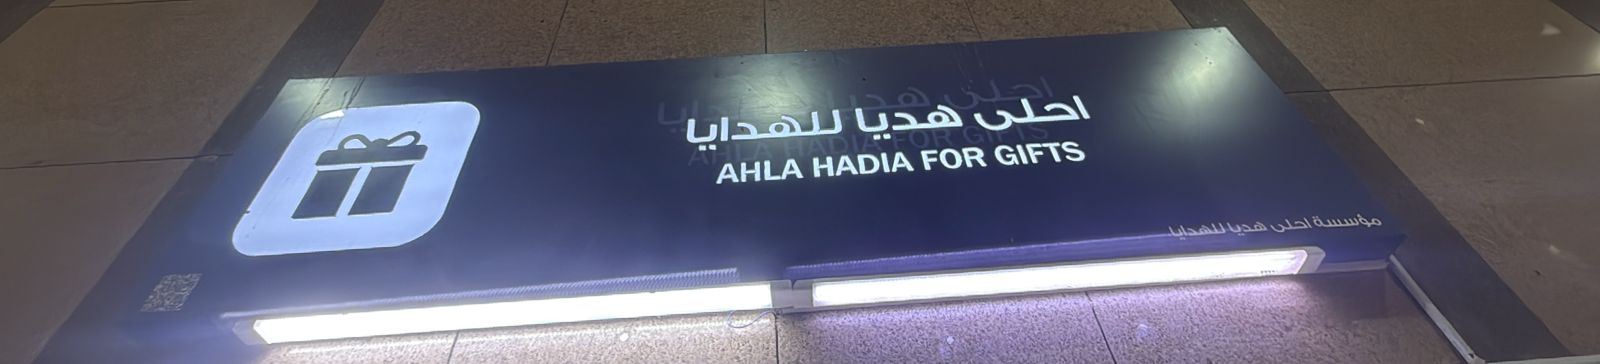 احلى هديا للهدايا
AHLA HADIA FOR GIFTS
مؤسسة احلى هديا للهدايا